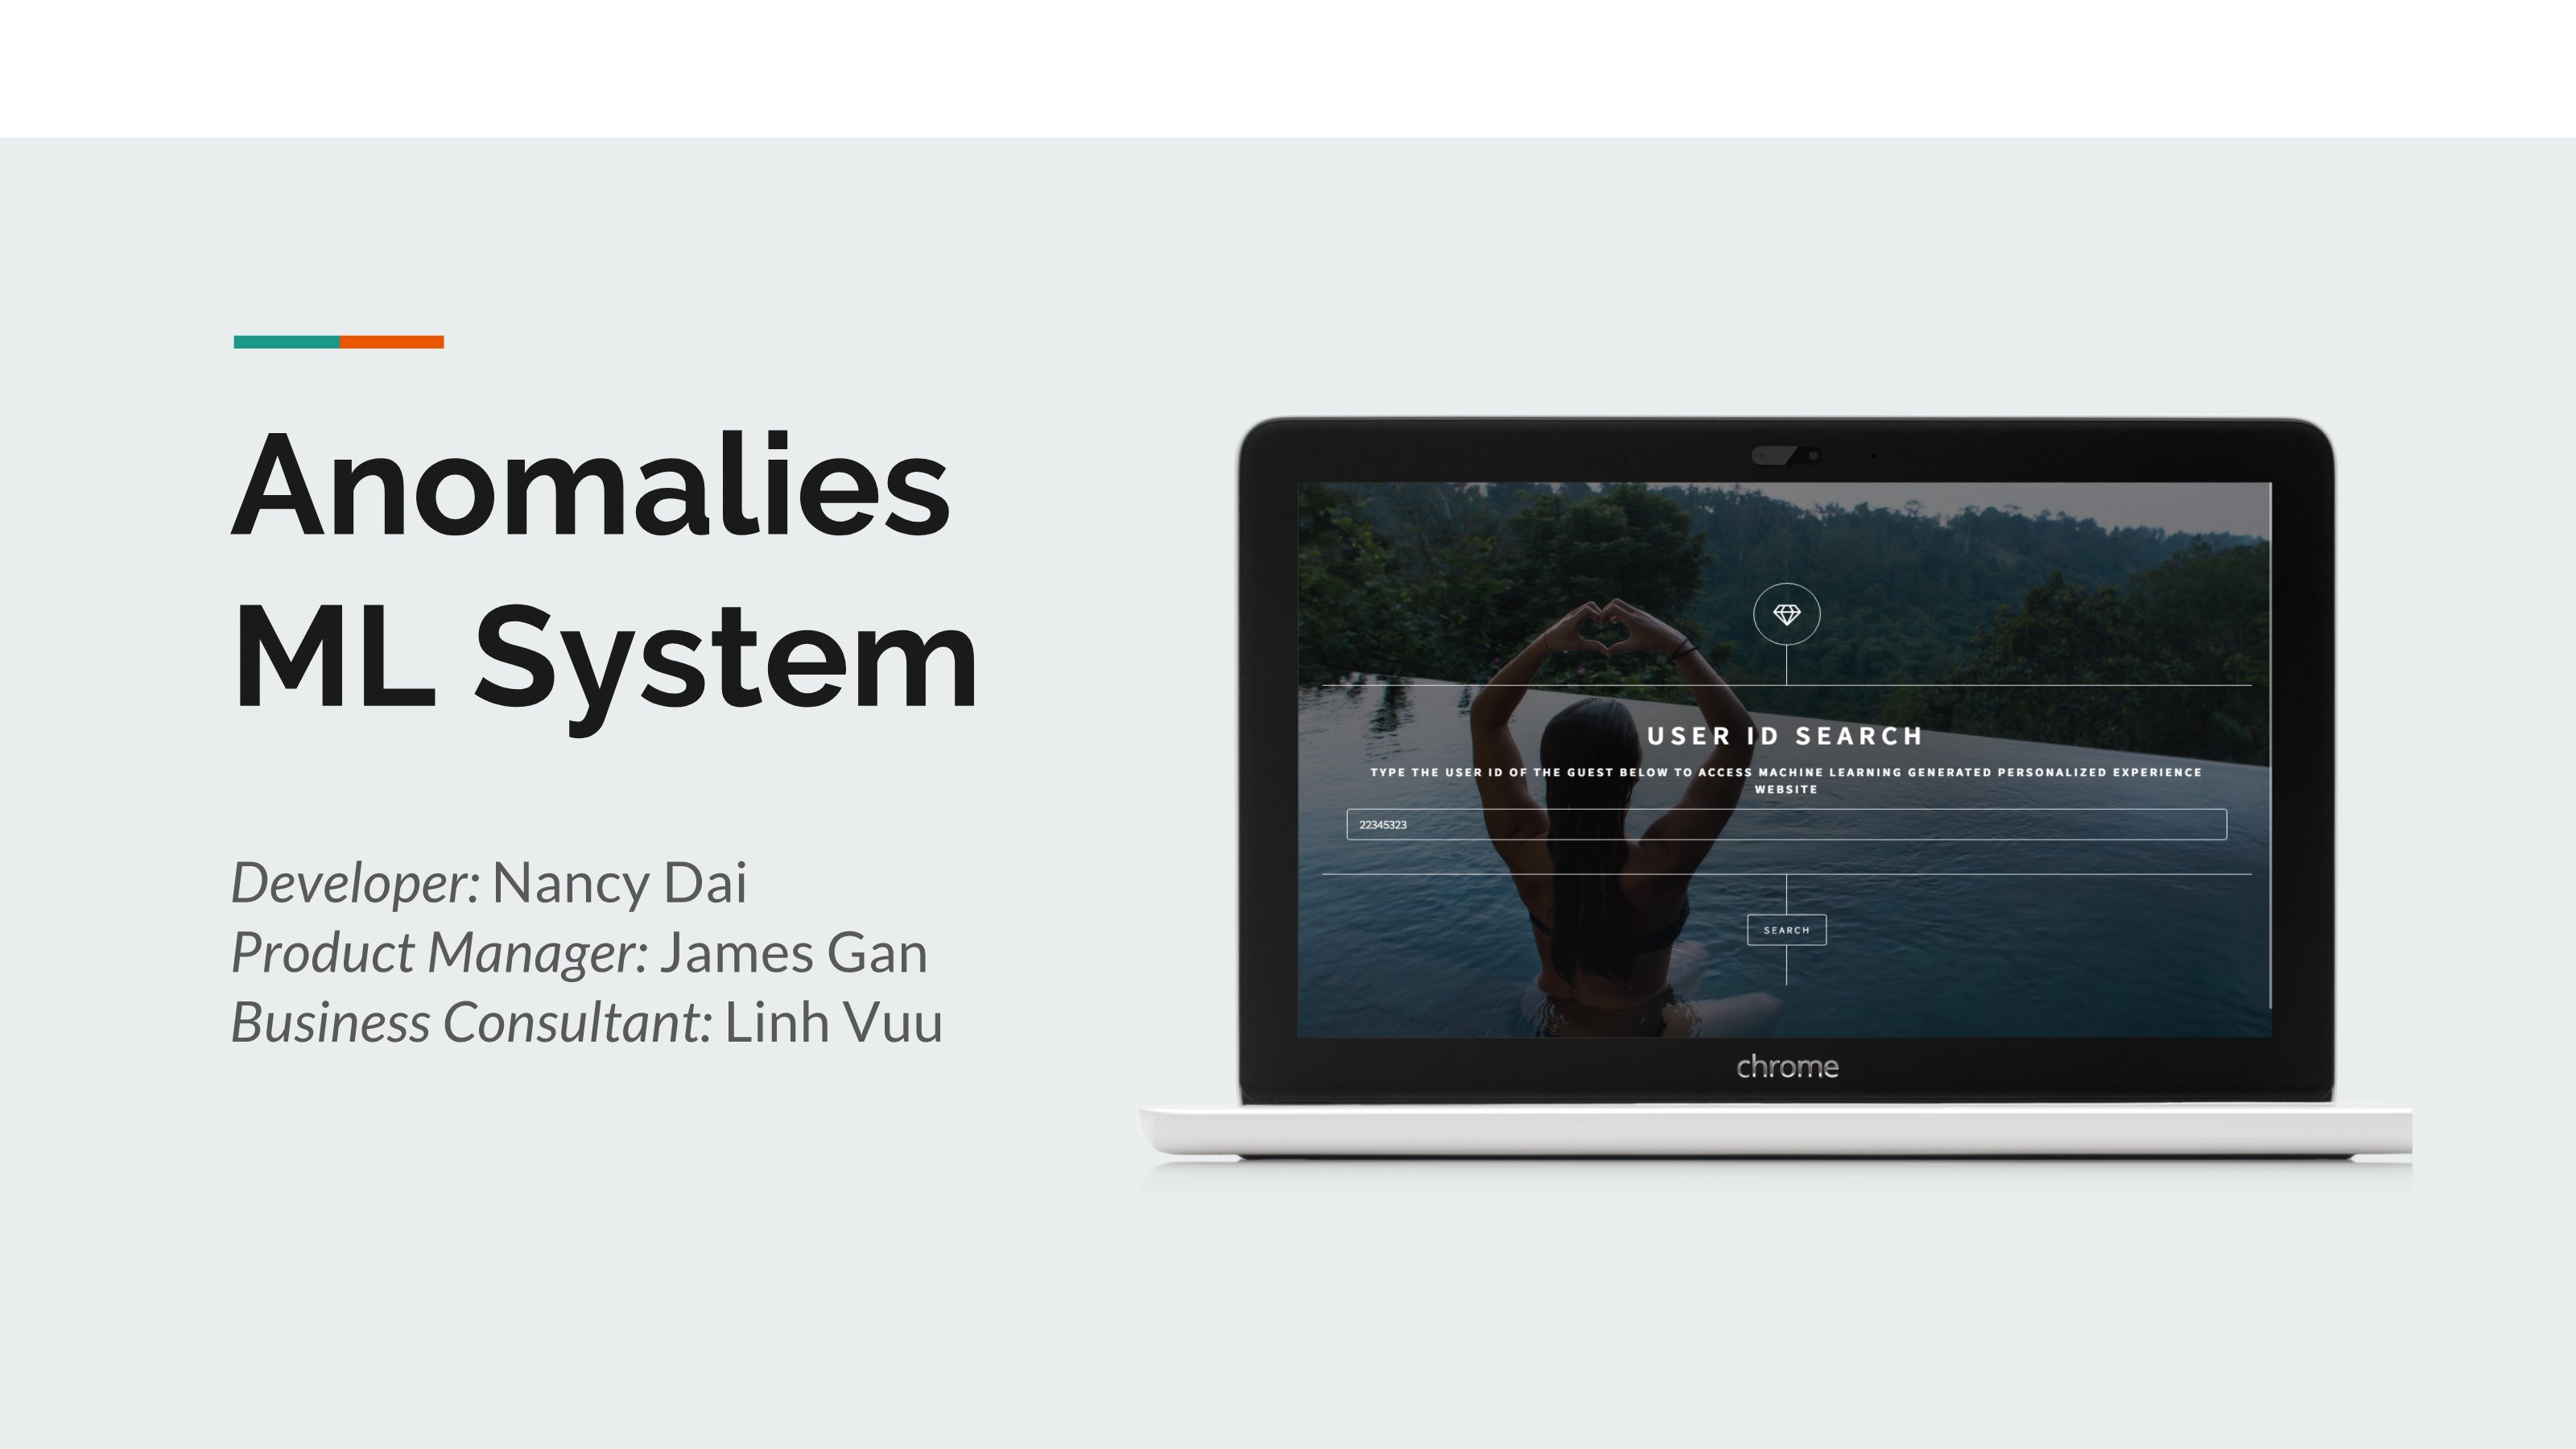 Anomalies
ML System
Developer: Nancy Dai
Product Manager: James Gan
Business Consultant: Linh Vuu
USER ID SEARCH
TYPE THE USER ID OF THE GUEST BELOW TO ACCESS MACHINE LEARNING GENERATED PERSONALIZED EXPERIENCE
WEBSITE
22345323
SEARCH
chrome